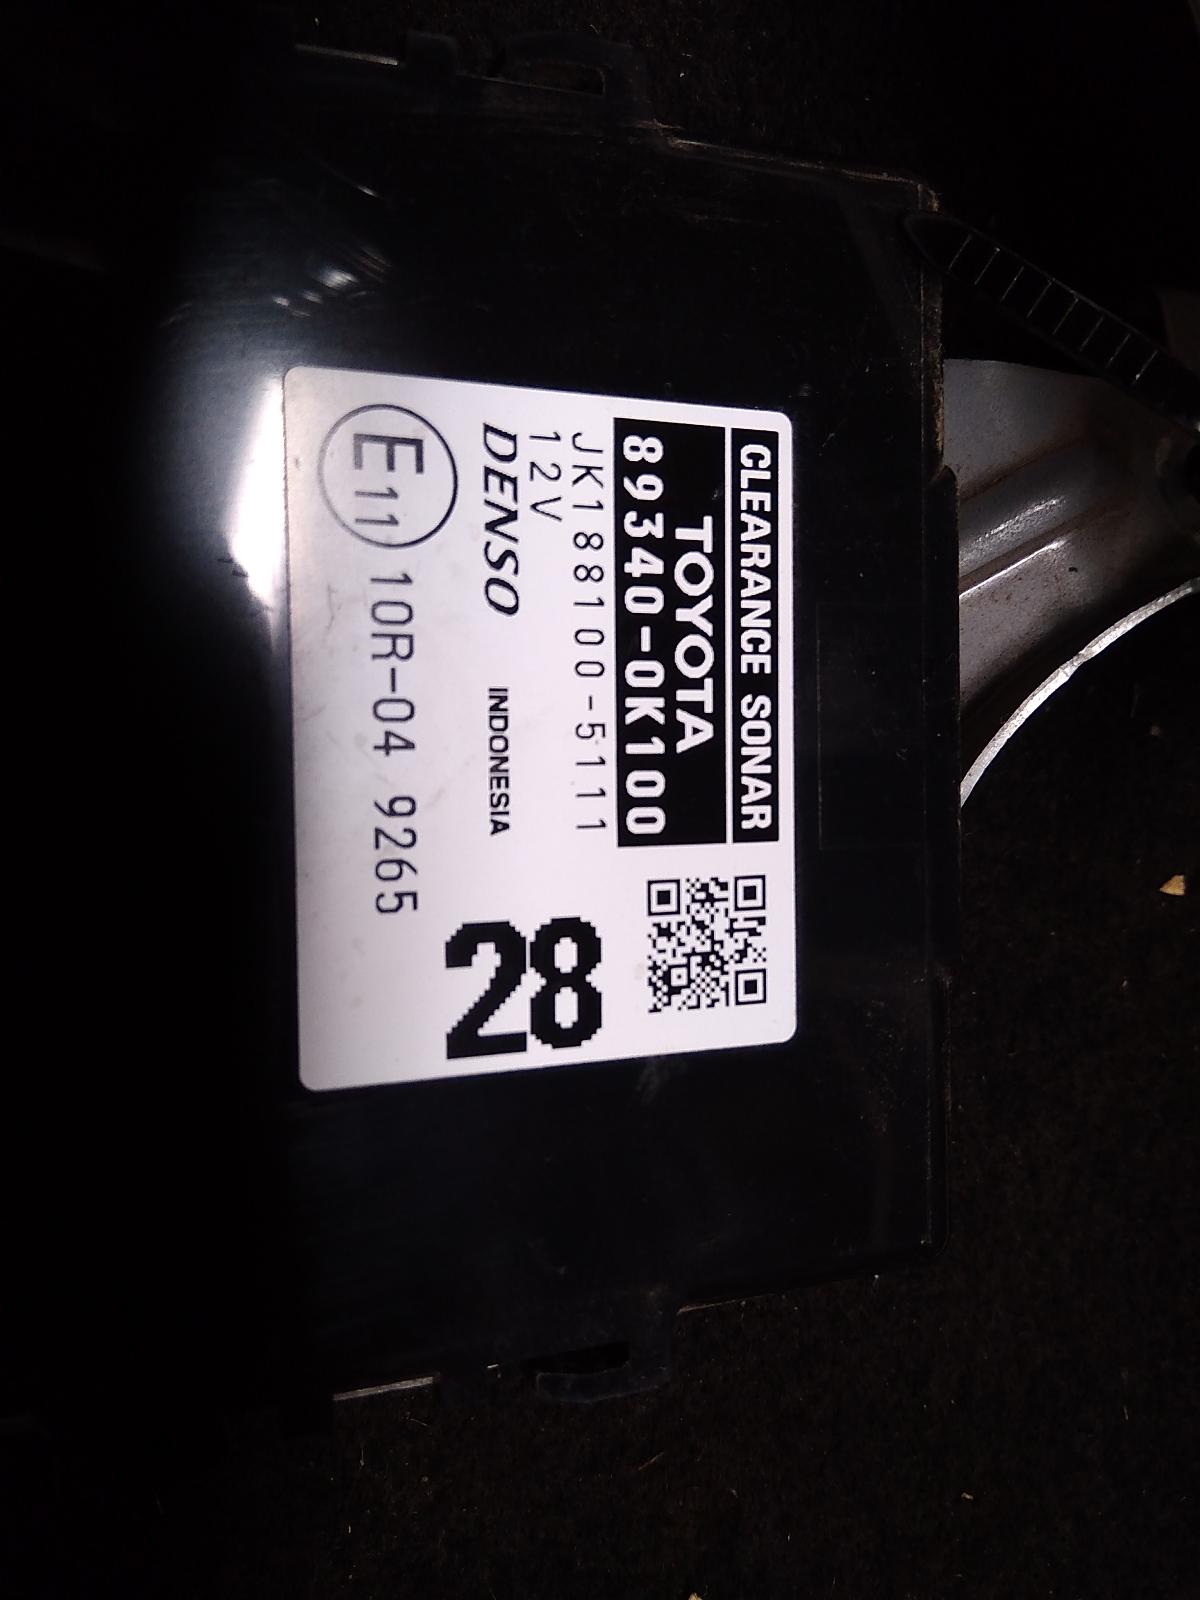 CLEARANCE SONAR
TOYOTA
89340-0K100
JK188100-5111
12V
DENSO INDONESIA
28
E11 10R-04 9265